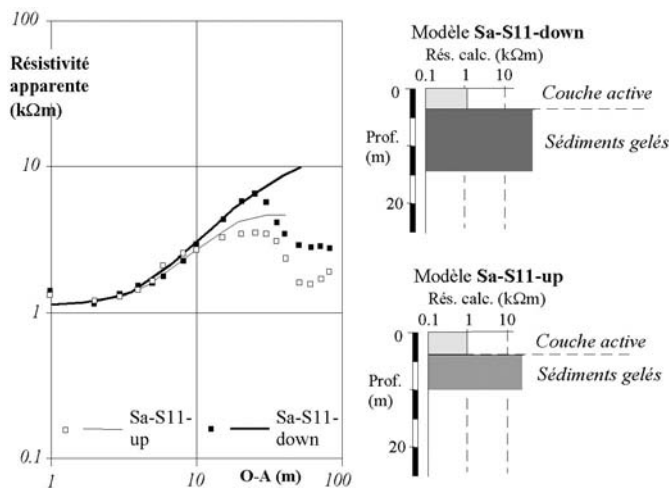 100
Résistivité
apparente
(kΩm)
10
1
0.1
1
10
100
O-A (m)
Sa-S11-
up
Sa-S11-
down
Modèle Sa-S11-down
Rés. calc. (kΩm)
0.1 1 10
0
Couche active
Prof.
(m)
Sédiments gelés
20
Modèle Sa-S11-up
Rés. calc. (kΩm)
0.1 1 10
0
Couche active
Prof.
(m)
Sédiments gelés
20